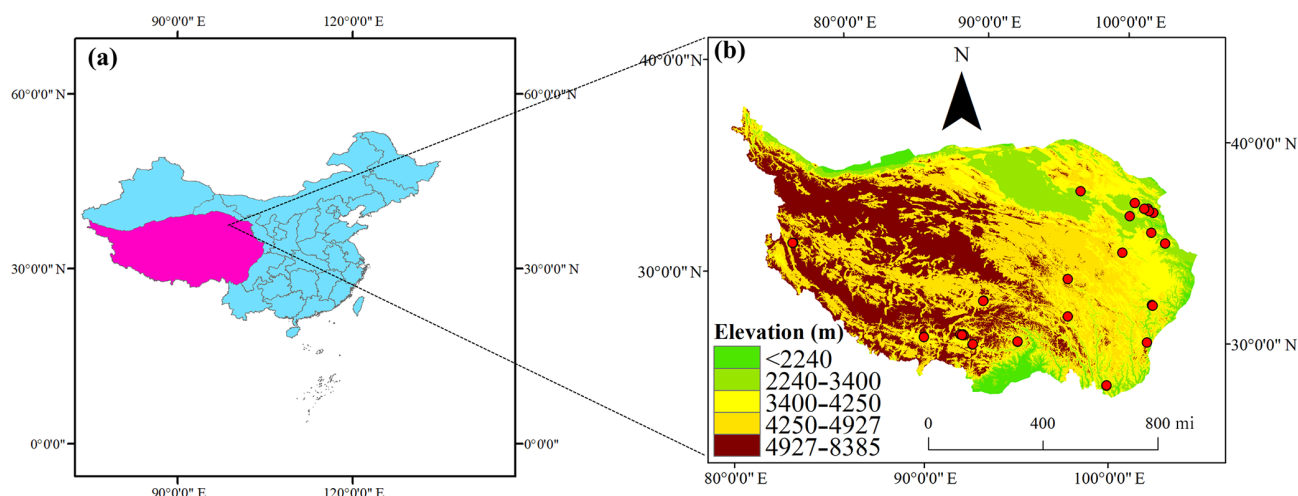 90°0'0" E
120°0'0" E
(a)
60°0'0" N
60°0'0" N
30°0'0" N
30°0'0" N
0°0'0"
0°0'0"
90°0'0" E
120°0'0" E
80°0'0" E
90°0'0" E
100°0'0" E
(b)
40°0'0" N
N
40°0'0" N
30°0'0" N
30°0'0" N
Elevation (m)
<2240
2240–3400
3400–4250
4250–4927
4927–8385
0
400
800 mi
80°0'0" E
90°0'0" E
100°0'0" E